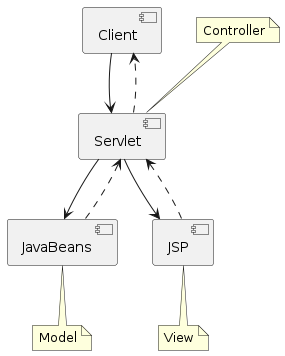 Client
Controller
Servlet
JavaBeans
JSP
Model
View